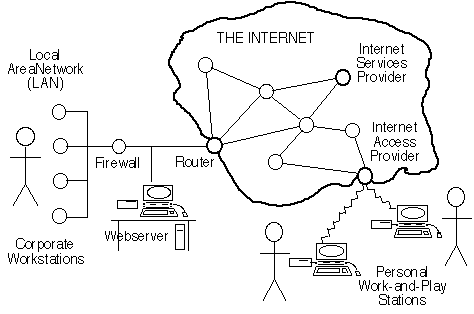 THE INTERNET
Local
AreaNetwork
(LAN)
Internet
Services
Provider
Internet
Access
Provider
Firewall
Router
Webserver
Corporate
Workstations
Personal
Work-and-Play
Stations